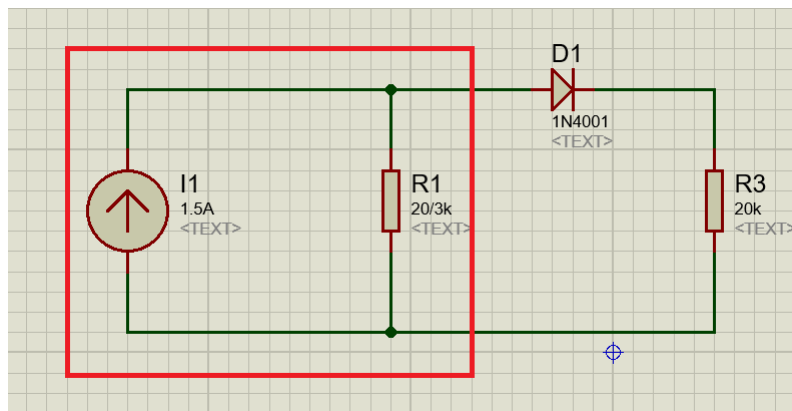 D1
1N4001
<TEXT>
I1
1.5A
<TEXT>
R1
20/3k
<TEXT>
R3
20k
<TEXT>